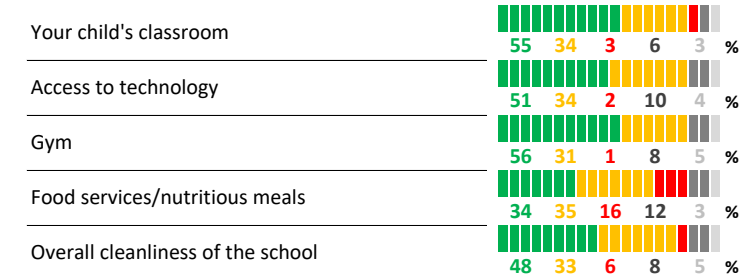 Your child's classroom
55 34 3 6 3 %
Access to technology
51 34 2 10 4 %
Gym
56 31 1 8 5 %
Food services/nutritious meals
34 35 16 12 3 %
Overall cleanliness of the school
48 33 6 8 5 %